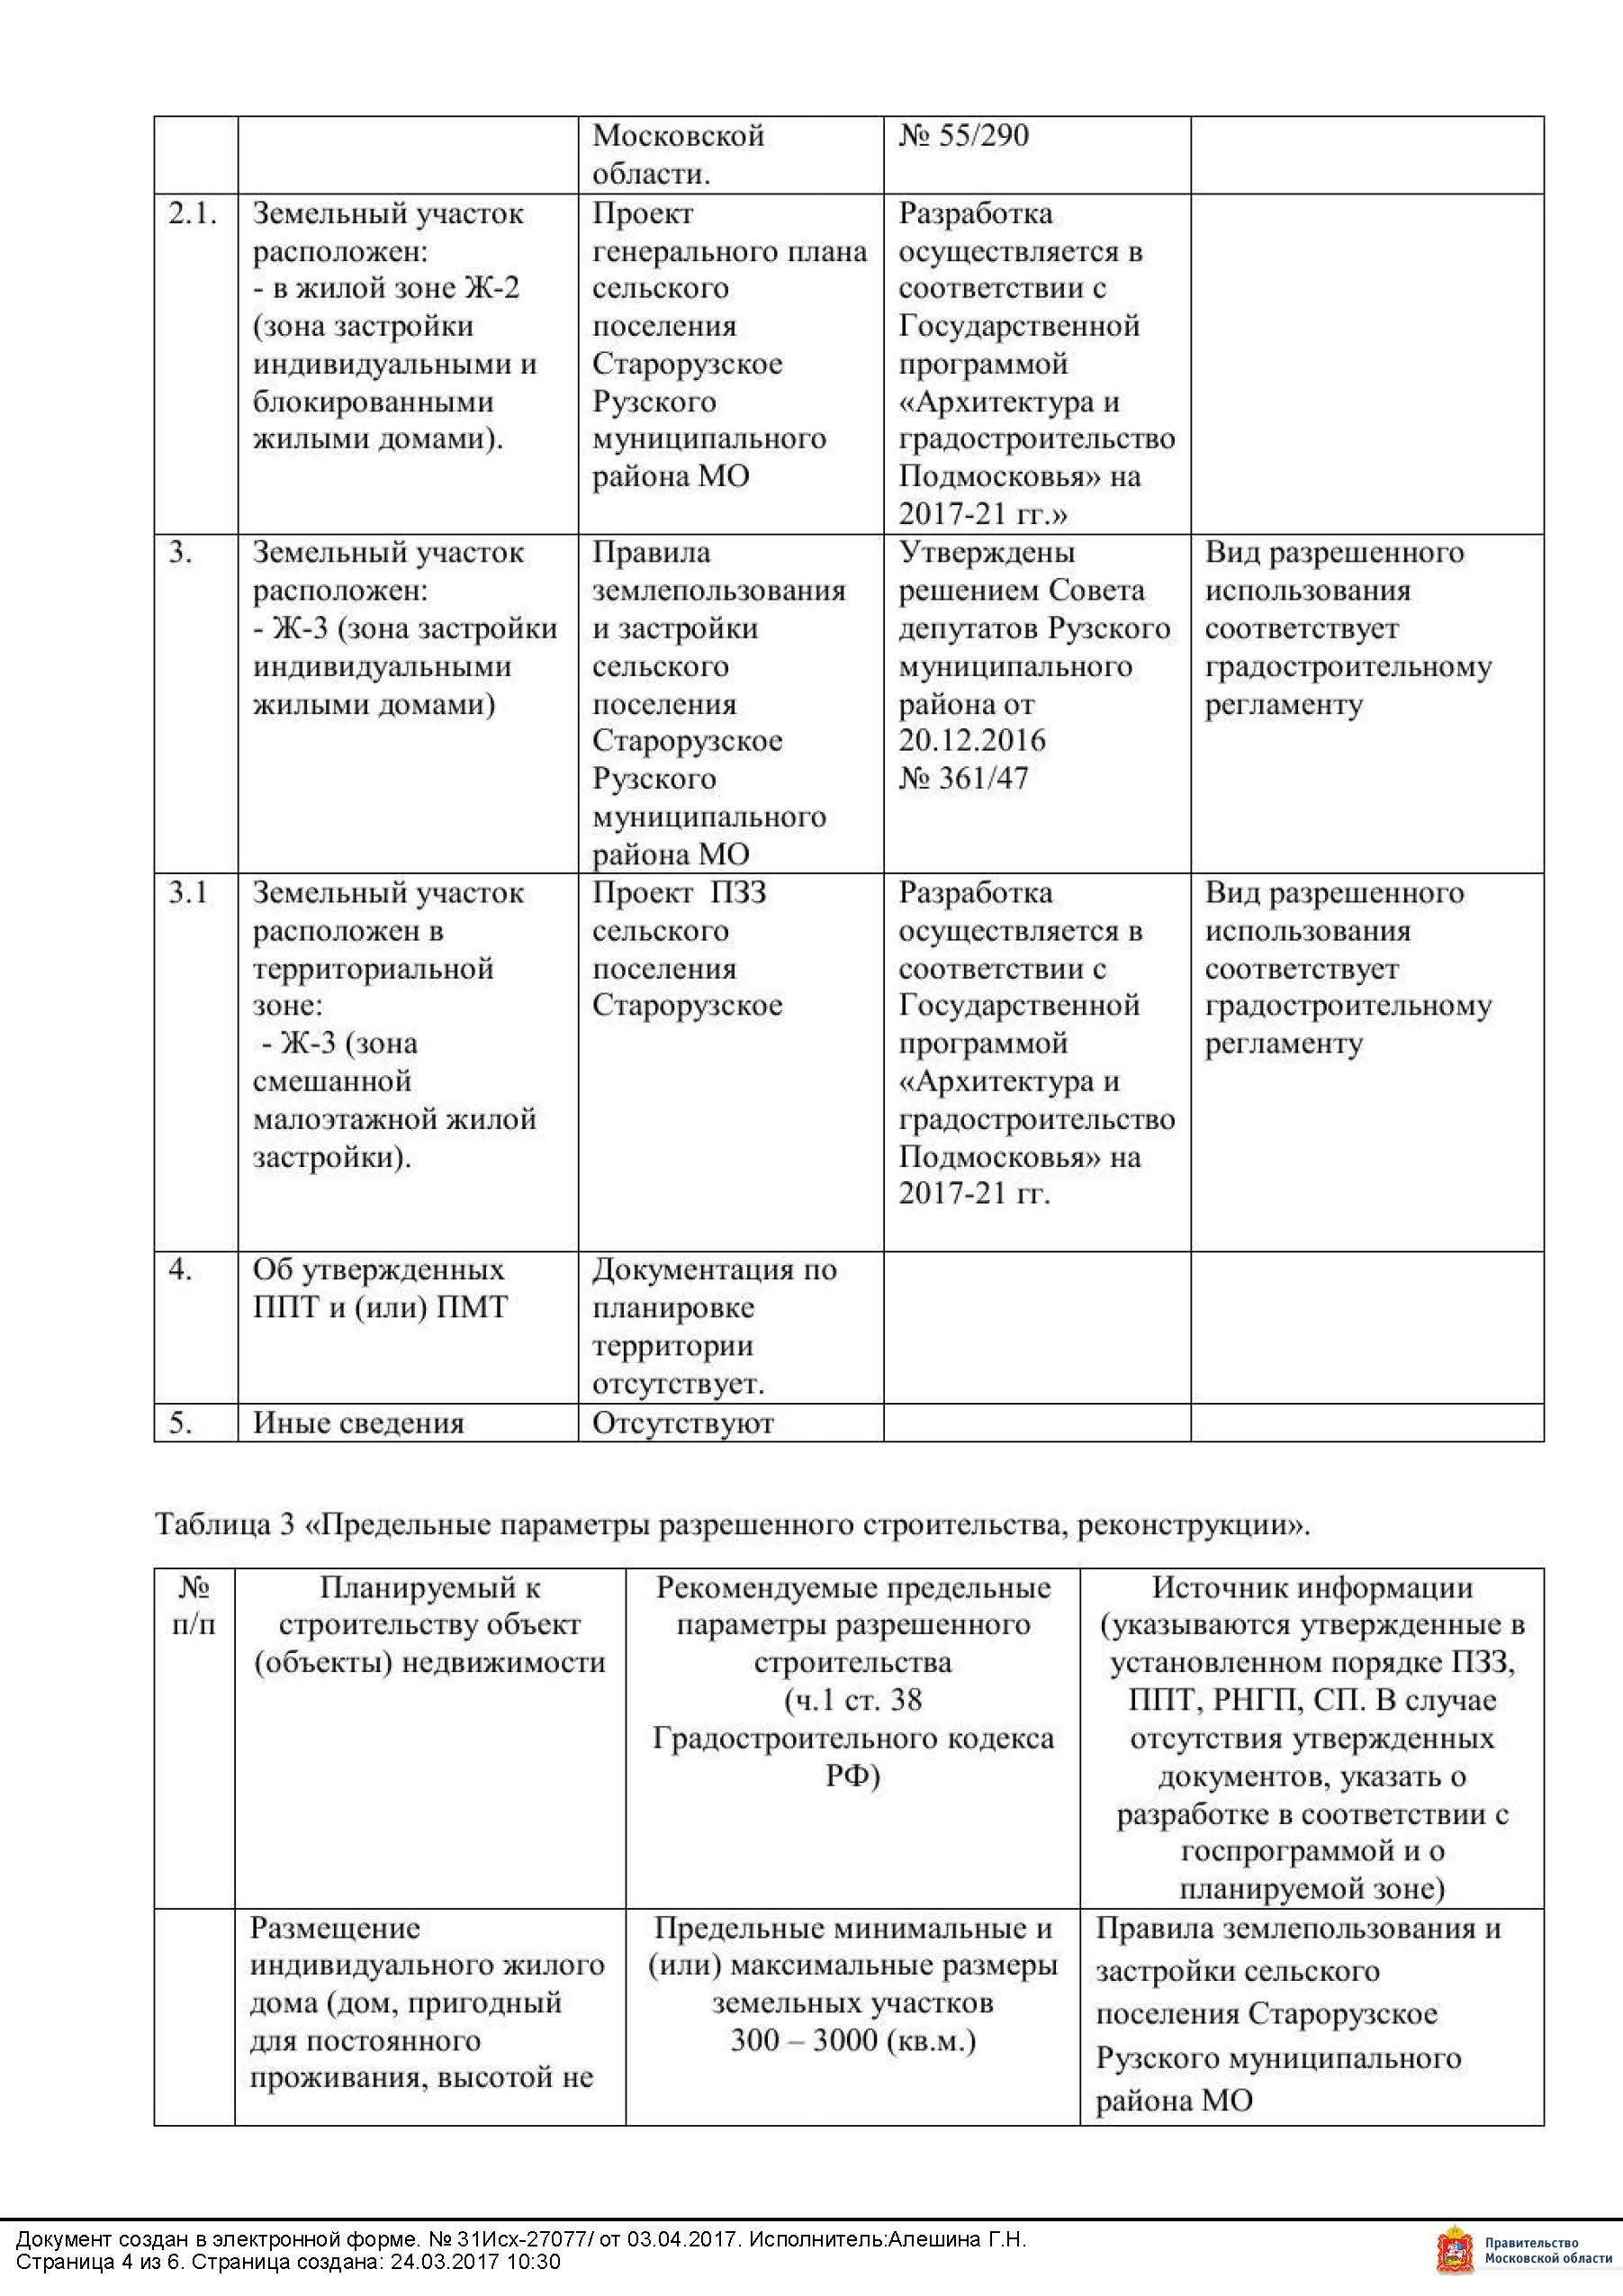 Московской
области.
№ 55/290
2.1.
Земельный участок
расположен:
- в жилой зоне Ж-2
(зона застройки
индивидуальными и
блокированными
жилыми домами).
Проект
генерального плана
сельского
поселения
Старорузское
Рузского
муниципального
района МО
Разработка
осуществляется в
соответствии с
Государственной
программой
«Архитектура и
градостроительство
Подмосковья» на
2017-21 гг.»
3.
Земельный участок
расположен:
- Ж-3 (зона застройки
индивидуальными
жилыми домами)
Правила
землепользования
и застройки
сельского
поселения
Старорузское
Рузского
муниципального
района МО
Утверждены
решением Совета
депутатов Рузского
муниципального
района от
20.12.2016
№ 361/47
Вид разрешенного
использования
соответствует
градостроительному
регламенту
3.1
Земельный участок
расположен в
территориальной
зоне:
- Ж-3 (зона
смешанной
малоэтажной жилой
застройки).
Проект ПЗЗ
сельского
поселения
Старорузское
Разработка
осуществляется в
соответствии с
Государственной
программой
«Архитектура и
градостроительство
Подмосковья» на
2017-21 гг.
Вид разрешенного
использования
соответствует
градостроительному
регламенту
4.
Об утвержденных
ППТ и (или) ПМТ
Документация по
планировке
территории
отсутствует.
5.
Иные сведения
Отсутствуют
Таблица 3 «Предельные параметры разрешенного строительства, реконструкции».
№
п/п
Планируемый к
строительству объект
(объекты) недвижимости
Рекомендуемые предельные
параметры разрешенного
строительства
(ч.1 ст. 38
Градостроительного кодекса
РФ)
Источник информации
(указываются утвержденные в
установленном порядке ПЗЗ,
ППТ, РНГП, СП. В случае
отсутствия утвержденных
документов, указать о
разработке в соответствии с
госпрограммой и о
планируемой зоне)
Размещение
индивидуального жилого
дома (дом, пригодный
для постоянного
проживания, высотой не
Предельные минимальные и
(или) максимальные размеры
земельных участков
300 – 3000 (кв.м.)
Правила землепользования и
застройки сельского
поселения Старорузское
Рузского муниципального
района МО
Документ создан в электронной форме. № 31Исх-27077/ от 03.04.2017. Исполнитель:Алешина Г.Н.
Страница 4 из 6. Страница создана: 24.03.2017 10:30
Правительство
Московской области